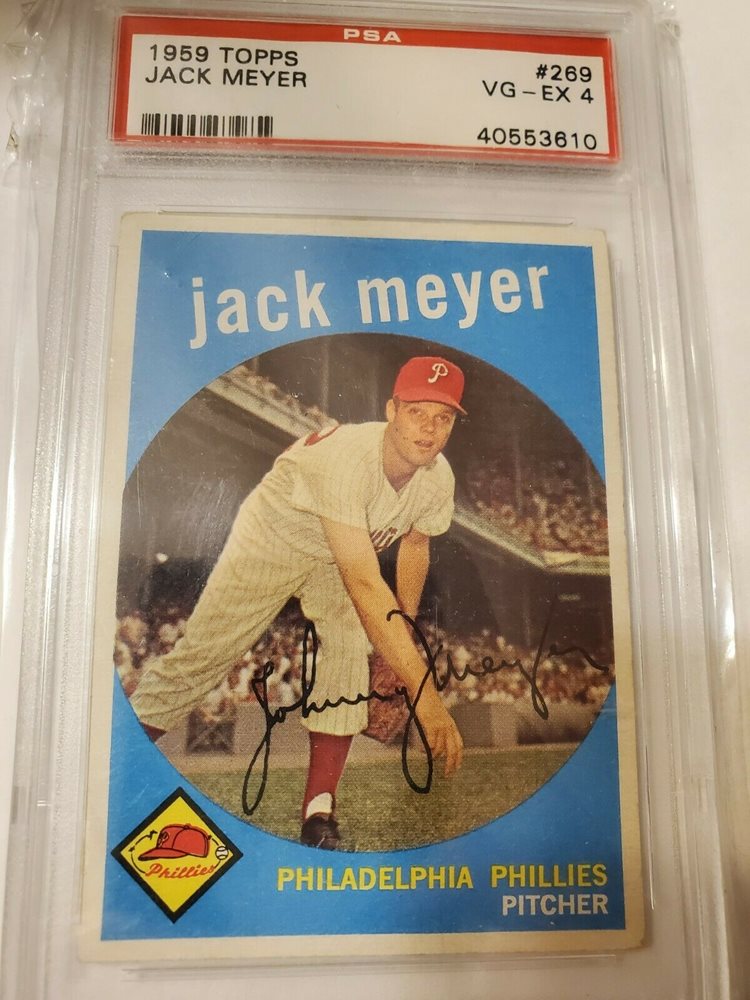 PSA
1959 TOPPS #269
JACK MEYER VG-EX 4
40553610
jack meyer
P
Johnny Meyer
Phillies
PHILADELPHIA PHILLIES
PITCHER